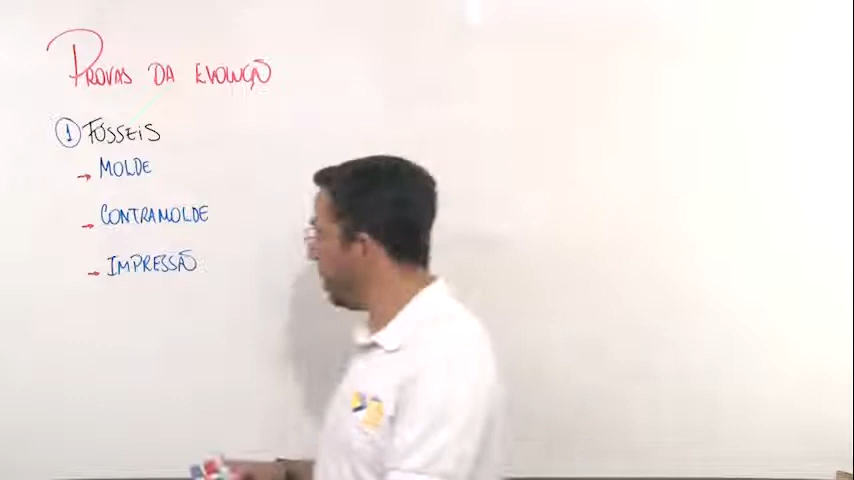 PROVAS DA EVOLUÇÃO
1 FÓSSEIS
→ MOLDE
→ CONTRAMOLDE
→ IMPRESSÃO